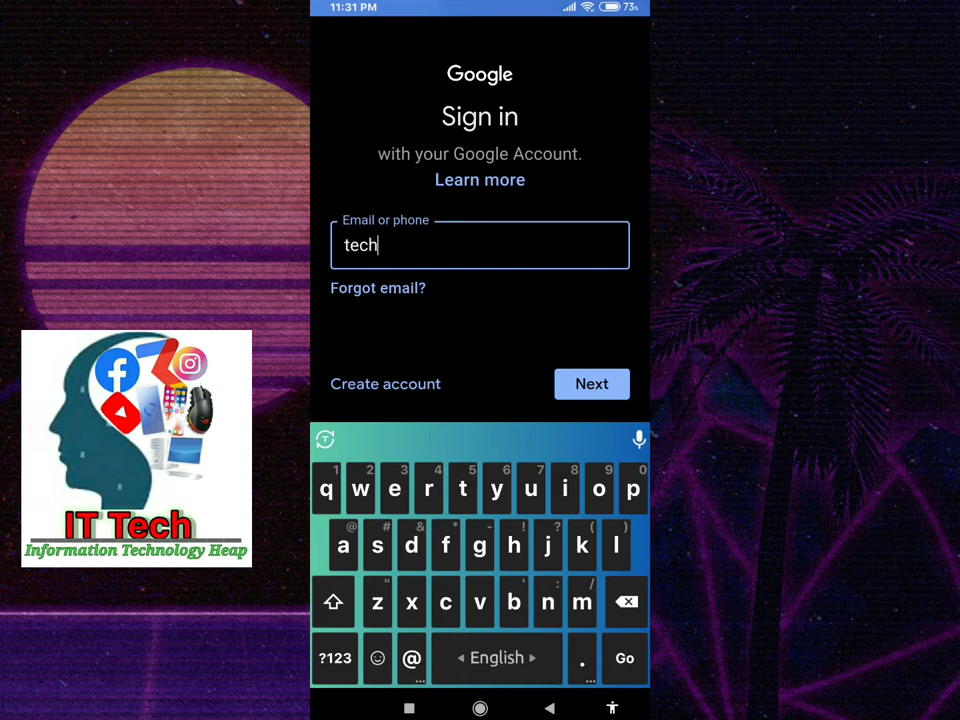 11:31 PM 73%
Google
Sign in
with your Google Account.
Learn more
Email or phone
tech
Forgot email?
Create account Next
1 2 3 4 5 6 7 8 9 0
q w e r t y u i o p
@ # & * - ! ? ( )
a s d f g h j k l
" ' : /
z x c v b n m
?123 @ ... English . ... Go
IT Tech
Information Technology Heap